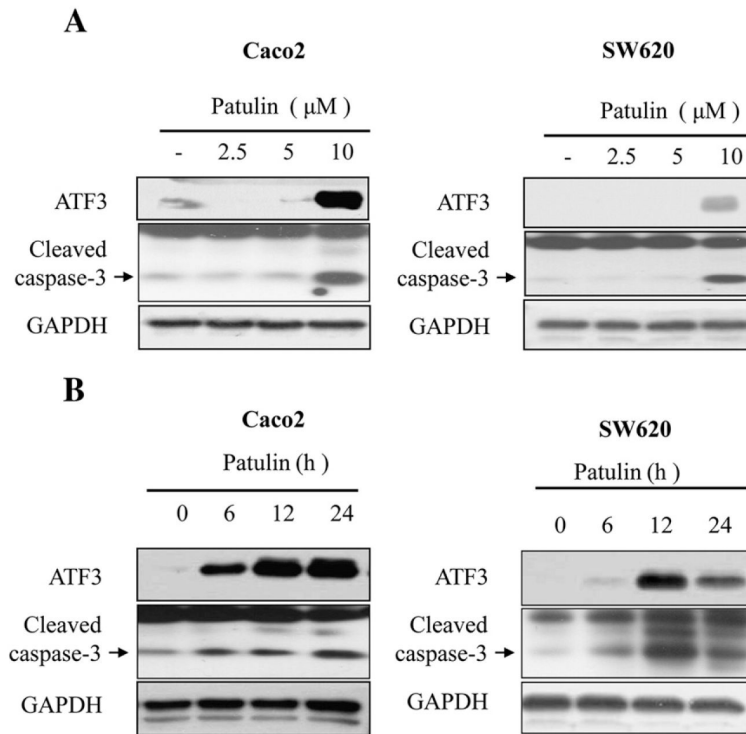 A
Caco2
SW620
Patulin ( μM)
Patulin ( μM)
- 2.5 5 10
- 2.5 5 10
ATF3
ATF3
Cleaved
caspase-3
Cleaved
caspase-3
GAPDH
GAPDH
B
Caco2
SW620
Patulin (h )
Patulin (h)
0 6 12 24
0 6 12 24
ATF3
ATF3
Cleaved
caspase-3
Cleaved
caspase-3
GAPDH
GAPDH